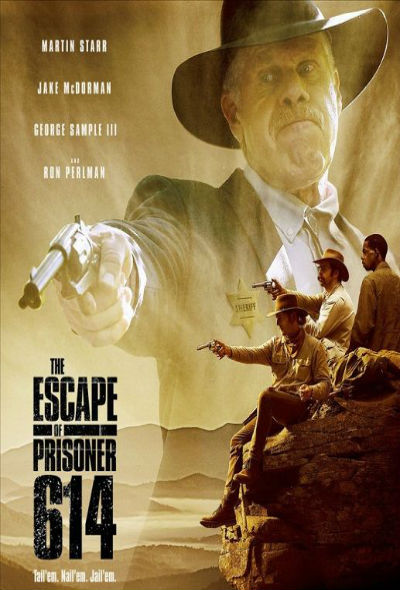 MARTIN STARR
JAKE McDORMAN
GEORGE SAMPLE III
AND
RON PERLMAN
SHERIFF
THE
ESCAPE
OF
PRISONER
614
Tail'em. Nail'em. Jail'em.